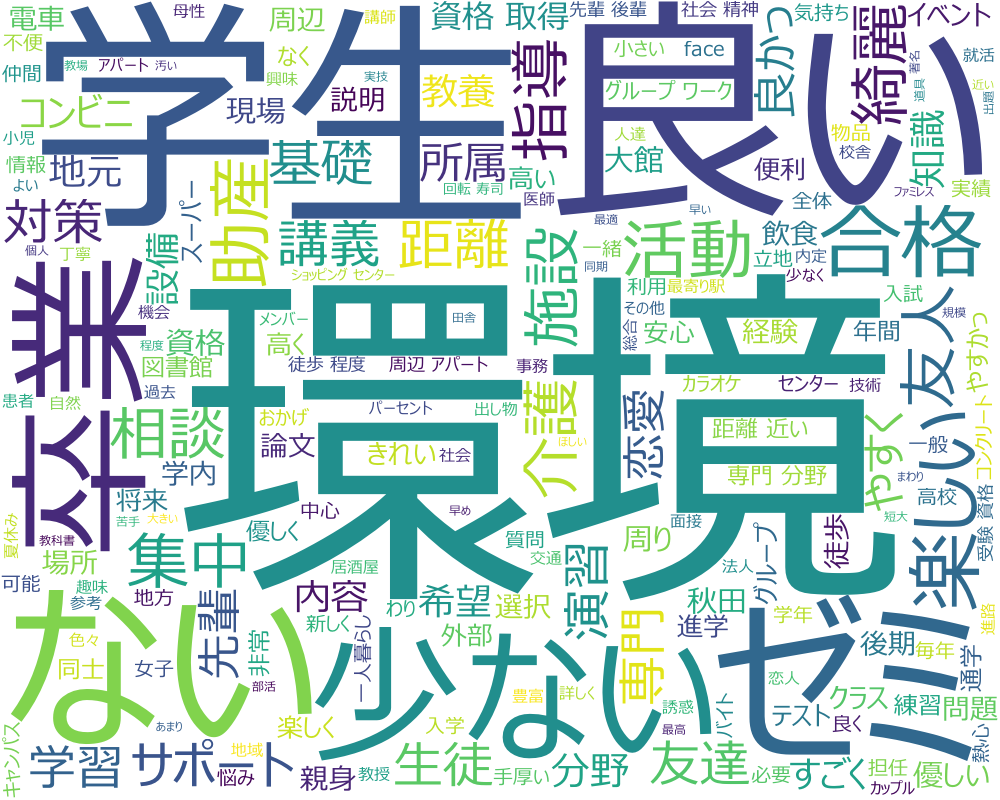 電車
母性
周辺
講師
資格 取得
先輩 後輩
社会 精神
気持ち
イベント
不便
学生
良い
小さい
face
綺麗
著名
就活
仲間
教場
アパート
汚い
なく
興味
実技
指導
良かっ
道具
近い
コンビニ
現場
説明
教養
グループ ワーク
出題
小児
人達
物品
知識
情報
地元
助産
基礎
所属
大館
便利
校舎
よい
回転 寿司
高い
医師
ファミレス
実績
対策
スーパー
最適
早い
全体
個人
丁寧
設備
講義
距離
施設
活動
飲食
合格
一緒
立地
内定
ショッピング センター
同期
少なく
卒業
機会
環境
利用
最寄り駅
入試
メンバー
田舎
その他
規模
程度
資格
高く
総合
安心
経験
年間
友人
徒歩 程度
周辺 アパート
事務
図書館
やすかっ
患者
自然
過去
カラオケ
センター
技術
パーセント
出し物
介護
恋愛
相談
おかげ
ほしい
距離 近い
やすく
楽しい
コンクリート
論文
きれい
社会
一般
学内
専門 分野
まわり
将来
優しく
中心
早め
高校
受験 資格
苦手
大きい
面接
短大
夏休み
教科書
質問
周り
グループ
徒歩
場所
集中
居酒屋
交通
演習
法人
可能
趣味
内容
わり
希望
選択
専門
秋田
ゼミ
参考
地方
先輩
新しく
一人暮らし
外部
進学
学年
進路
ない
少ない
後期
毎年
通学
色々
同士
女子
非常
部活
豊富
詳しく
誘惑
恋人
クラス
キャンパス
あまり
楽しく
入学
バイト
テスト
練習
問題
最高
良く
熱心
学習
サポート
地域
悩み
親身
教授
生徒
手厚い
分野
友達
必要
すごく
担任
カップル
優しい